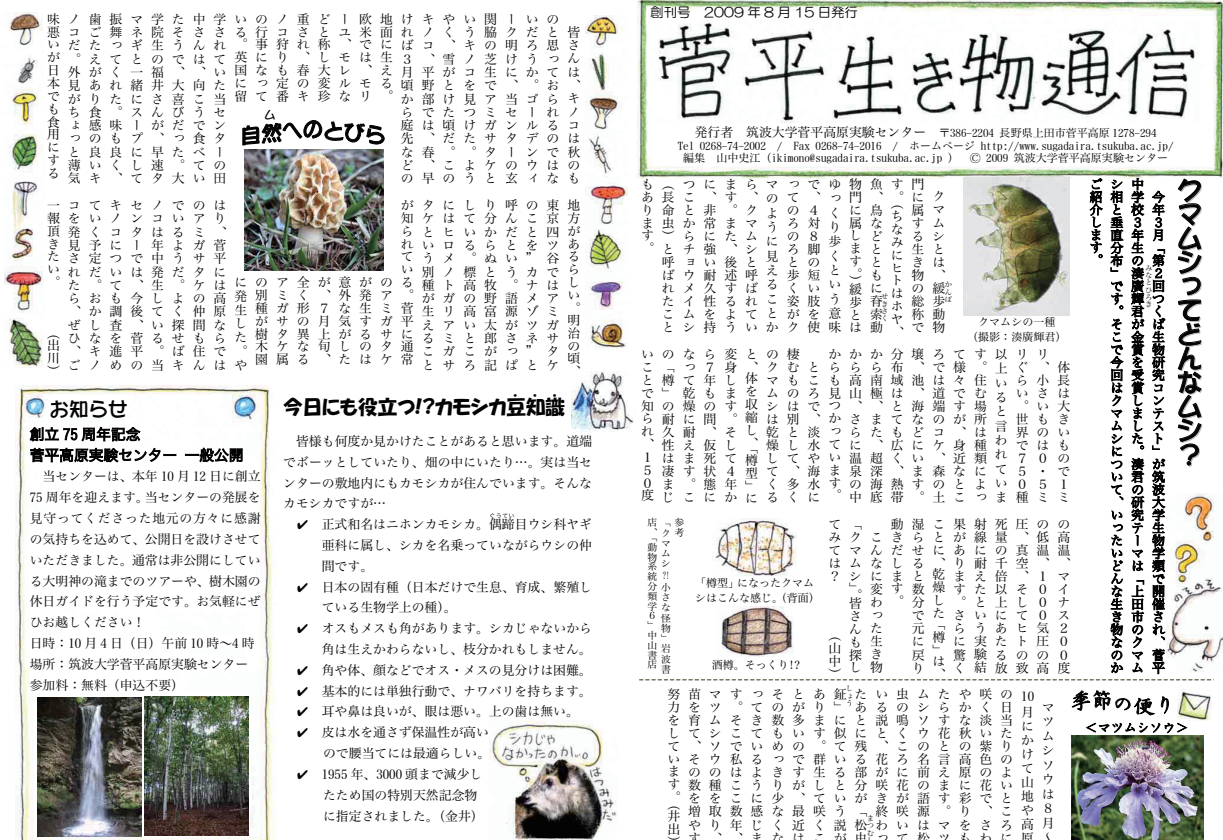 創刊号　2009年8月15日発行
菅平生き物通信
発行者　筑波大学菅平高原実験センター　〒386-2204 長野県上田市菅平高原 1278-294
Tel 0268-74-2002　/　Fax 0268-74-2016　/　ホームページ http://www.sugadaira.tsukuba.ac.jp/
編集　山中史江（ikimono@sugadaira.tsukuba.ac.jp ）　Ⓒ 2009 筑波大学菅平高原実験センター
クマムシってどんなムシ？
今年３月「第２回つくば生物研究コンテスト」が筑波大学生物学類で開催され、菅平
中学校３年生の湊廣輝君が金賞を受賞しました。湊君の研究テーマは「上田市のクマム
シ相と垂直分布」です。そこで今回はクマムシについて、いったいどんな生き物なのか
ご紹介します。
のそのそ
クマムシの一種
（撮影：湊廣輝君）
クマムシとは、緩歩動物
門に属する生き物の総称で
す。（ちなみにヒトはホヤ、
魚、鳥などとともに脊索動
物門に属します。）緩歩とは
ゆっくり歩くという意味
で、４対８脚の短い肢を使
ってのろのろと歩く姿がク
マのように見えることか
ら、クマムシと呼ばれてい
ます。また、後述するよう
に、非常に強い耐久性を持
つことからチョウメイムシ
（長命虫）と呼ばれたこと
もあります。
体長は大きいもので１ミ
リ、小さいものは０・５ミ
リぐらい。世界で７５０種
以上いると言われていま
す。住む場所は種類によっ
て様々ですが、身近なとこ
ろでは道端のコケ、森の土
壌、池、海などにいます。
分布域はとても広く、熱帯
から南極、また、超深海底
から高山、さらに温泉の中
からも見つかっています。
ところで、淡水や海水に
棲むものは別として、多く
のクマムシは乾燥してくる
と、体を収縮し、「樽型」に
変身します。そして４年か
ら７年もの間、仮死状態に
なって乾燥に耐えます。こ
の「樽」の耐久性は凄まじ
いことで知られ、１５０度
の高温、マイナス２００度
の低温、１０００気圧の高
圧、真空、そしてヒトの致
死量の千倍以上にあたる放
射線に耐えたという実験結
果があります。さらに驚く
ことに、乾燥した「樽」は、
湿らせると数分で元に戻り
動きだします。
こんなに変わった生き物
「クマムシ」。皆さんも探し
てみては？　　（山中）
「樽型」になったクマム
シはこんな感じ。（背面）
酒樽。そっくり!?
参考
「クマムシ?!小さな怪物」岩波書
店、「動物系統分類学６」中山書店
季節の便り
＜マツムシソウ＞
マツムシソウは８月から
10月にかけて山地や高原
の日当たりのよいところに
咲く淡い紫色の花で、さわ
やかな秋の高原に彩りをも
たらす花と言えます。マツ
ムシソウの名前の語源は松
虫の鳴くころに花が咲いて
いる説と、花が咲き終わっ
たあとに残る部分が「松虫
鉦」に似ているという説が
あります。群生して咲くこ
とが多いのですが、最近は
その数もめっきり少なくな
ってきているように感じま
す。そこで私はここ数年、
マツムシソウの種を取り、
苗を育て、その数を増やす
努力をしています。（井出）
自然へのとびら
ム
皆さんは、キノコは秋のも
のと思っておられるのではな
いだろうか。ゴールデンウィ
ーク明けに、当センターの玄
関脇の芝生でアミガサタケと
いうキノコを見つけた。よう
やく、雪がとけた頃だ。この
キノコ、平野部では、春、早
ければ３月頃から庭先などの
地面に生える。
欧米では、モリ
ーユ、モレルな
どと称し大変珍
重され、春のキ
ノコ狩りも定番
の行事になって
いる。英国に留
学されていた当センターの田
中さんは、向こうで食べてい
たそうで、大喜びだった。大
学院生の福井さんが、早速タ
マネギと一緒にスープにして
振舞ってくれた。味も良く、
歯ごたえがあり食感の良いキ
ノコだ。外見がちょっと薄気
味悪いが日本でも食用にする
地方があるらしい。明治の頃、
東京四ツ谷ではアミガサタケ
のことを”カナメゾツネ”と
呼んだという。語源がさっぱ
り分からぬと牧野富太郎が記
している。標高の高いところ
にはヒロメノトガリアミガサ
タケという別種が生えること
が知られている。菅平に通常
のアミガサタケ
が発生するのは
意外な気がした
が、７月上旬、
全く形の異なる
アミガサタケ属
の別種が樹木園
に発生した。や
はり、菅平には高原ならでは
のアミガサタケの仲間も住ん
でいるようだ。よく探せばキ
ノコは年中発生している。当
センターでは、今後、菅平の
キノコについても調査を進め
ていく予定だ。おかしなキノ
コを発見されたら、ぜひ、ご
一報頂きたい。　　（出川）
お知らせ
創立 75 周年記念
菅平高原実験センター 一般公開
当センターは、本年 10 月 12 日に創立
75 周年を迎えます。当センターの発展を
見守ってくださった地元の方々に感謝
の気持ちを込めて、公開日を設けさせて
いただきました。通常は非公開にしてい
る大明神の滝までのツアーや、樹木園の
休日ガイドを行う予定です。お気軽にぜ
ひお越しください！
日時：10 月 4 日（日）午前 10 時～4 時
場所：筑波大学菅平高原実験センター
参加料：無料（申込不要）
今日にも役立つ!?カモシカ豆知識
皆様も何度か見かけたことがあると思います。道端
でボーッとしていたり、畑の中にいたり…。実は当セ
ンターの敷地内にもカモシカが住んでいます。そんな
カモシカですが…
✔ 正式和名はニホンカモシカ。偶蹄目ウシ科ヤギ
亜科に属し、シカを名乗っていながらウシの仲
間です。
✔ 日本の固有種（日本だけで生息、育成、繁殖し
ている生物学上の種）。
✔ オスもメスも角があります。シカじゃないから
角は生えかわらないし、枝分かれもしません。
✔ 角や体、顔などでオス・メスの見分けは困難。
✔ 基本的には単独行動で、ナワバリを持ちます。
✔ 耳や鼻は良いが、眼は悪い。上の歯は無い。
✔ 皮は水を通さず保温性が高い
ので腰当てには最適らしい。
✔ 1955 年、3000 頭まで減少し
たため国の特別天然記念物
に指定されました。（金井）
シカじゃ
なかったのかい。
はつみみだ